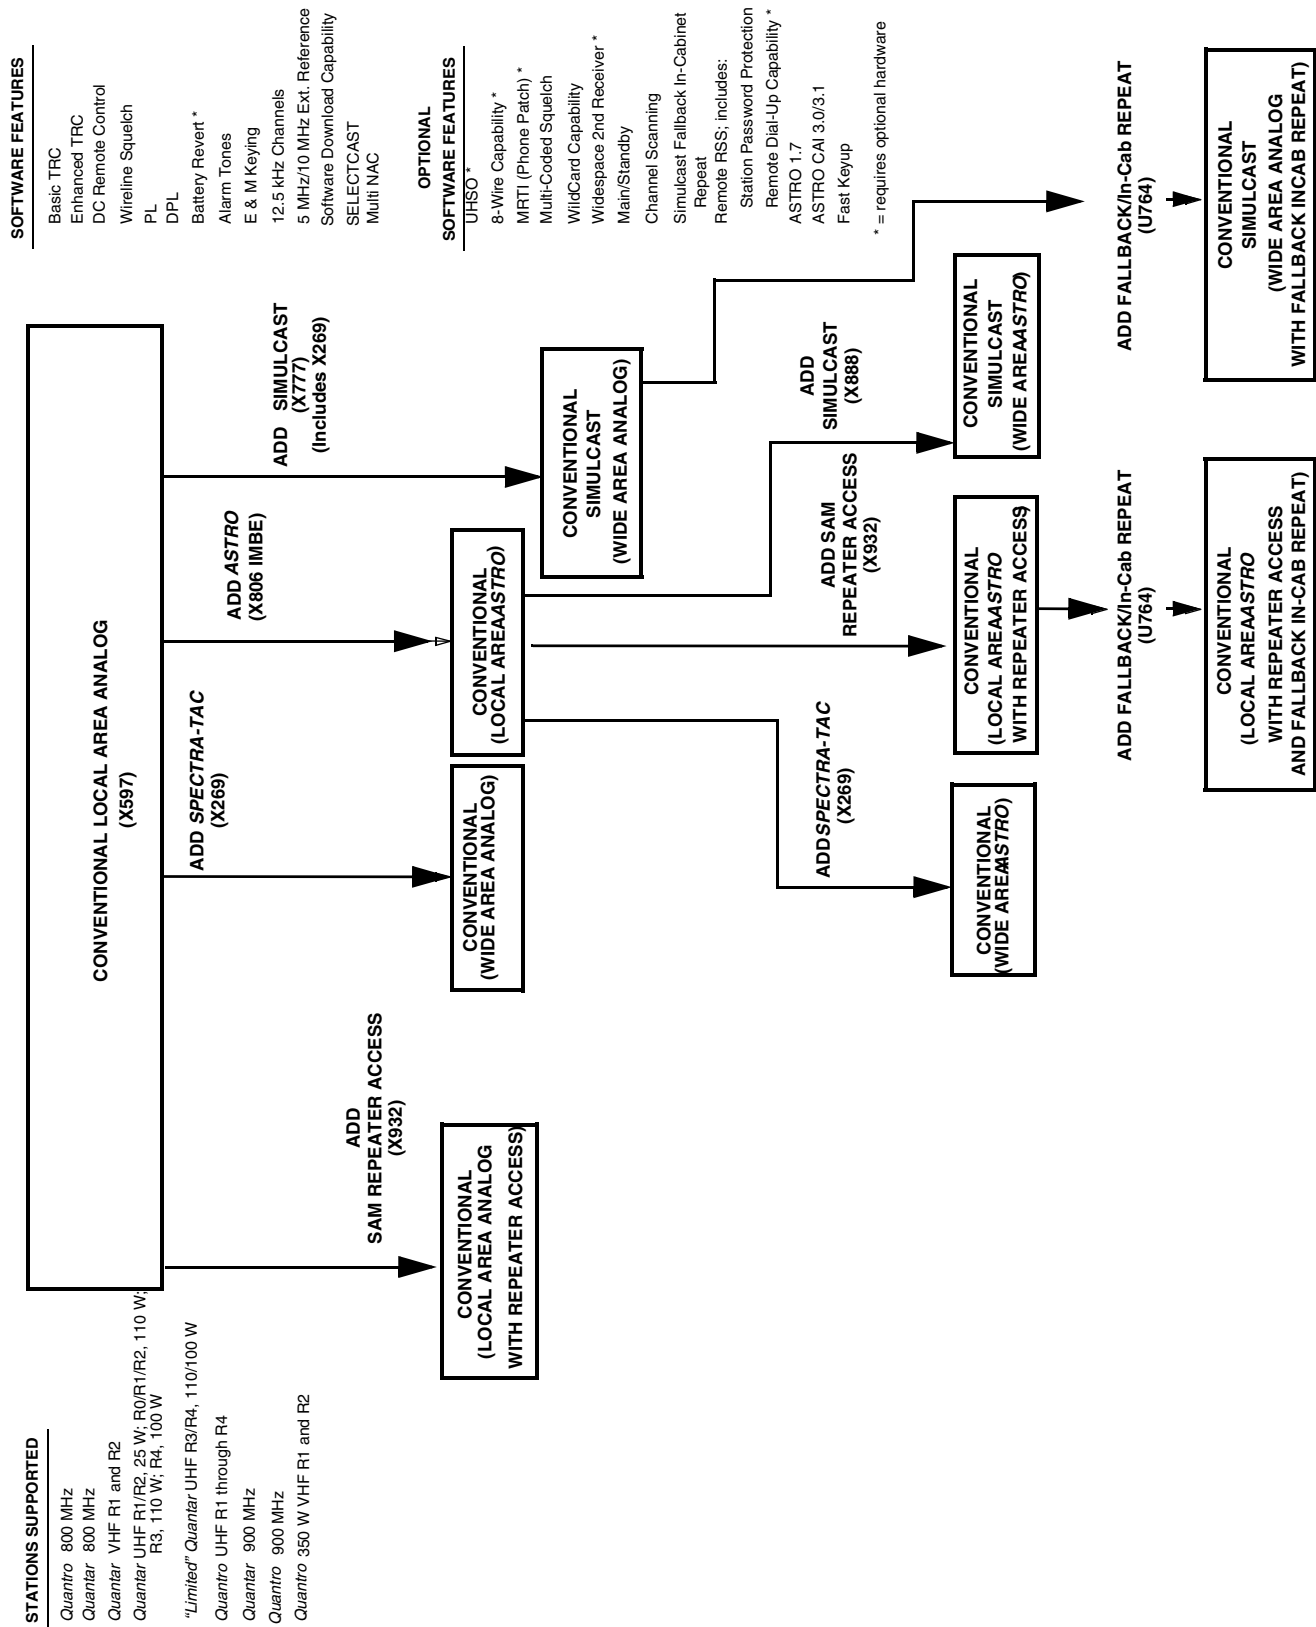 STATIONS SUPPORTED
Quantro 800 MHz
Quantar 800 MHz
Quantar VHF R1 and R2
Quantar UHF R1/R2, 25 W; R0/R1/R2, 110 W;
R3, 110 W; R4, 100 W
“Limited” Quantar UHF R3/R4, 110/100 W
Quantro UHF R1 through R4
Quantar 900 MHz
Quantro 900 MHz
Quantro 350 W VHF R1 and R2
CONVENTIONAL LOCAL AREA ANALOG
(X597)
SOFTWARE FEATURES
Basic TRC
Enhanced TRC
DC Remote Control
Wireline Squelch
PL
DPL
Battery Revert *
Alarm Tones
E & M Keying
12.5 kHz Channels
5 MHz/10 MHz Ext. Reference
Software Download Capability
SELECTCAST
Multi NAC
OPTIONAL
SOFTWARE FEATURES
UHSO *
8-Wire Capability *
MRTI (Phone Patch) *
Multi-Coded Squelch
WildCard Capability
Widespace 2nd Receiver *
Main/Standby
Channel Scanning
Simulcast Fallback In-Cabinet
Repeat
Remote RSS; includes:
Station Password Protection
Remote Dial-Up Capability *
ASTRO 1.7
ASTRO CAI 3.0/3.1
Fast Keyup
* = requires optional hardware
ADD
SAM REPEATER ACCESS
(X932)
ADD SPECTRA-TAC
(X269)
ADD ASTRO
(X806 IMBE)
ADD SIMULCAST
(X777)
(Includes X269)
CONVENTIONAL
(LOCAL AREA ANALOG
WITH REPEATER ACCESS)
CONVENTIONAL
(WIDE AREA ANALOG)
CONVENTIONAL
(LOCAL AREA ASTRO)
CONVENTIONAL
SIMULCAST
(WIDE AREA ANALOG)
ADD SPECTRA-TAC
(X269)
ADD SAM
REPEATER ACCESS
(X932)
ADD
SIMULCAST
(X888)
CONVENTIONAL
(WIDE AREA ASTRO)
CONVENTIONAL
(LOCAL AREA ASTRO
WITH REPEATER ACCESS)
CONVENTIONAL
SIMULCAST
(WIDE AREA ASTRO)
ADD FALLBACK/In-Cab REPEAT
(U764)
ADD FALLBACK/In-Cab REPEAT
(U764)
CONVENTIONAL
(LOCAL AREA ASTRO
WITH REPEATER ACCESS
AND FALLBACK IN-CAB REPEAT)
CONVENTIONAL
SIMULCAST
(WIDE AREA ANALOG
WITH FALLBACK INCAB REPEAT)